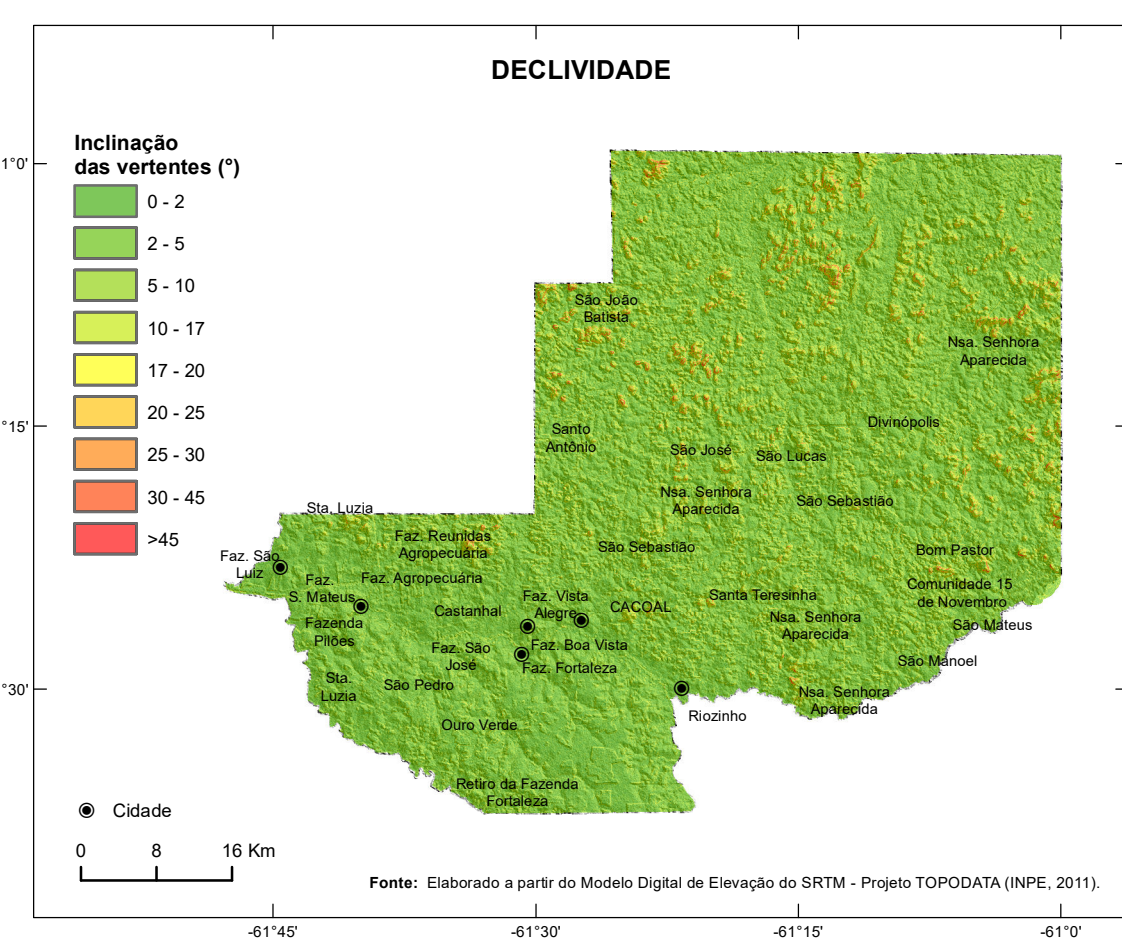 DECLIVIDADE
Inclinação
das vertentes (°)
0 - 2
2 - 5
5 - 10
10 - 17
17 - 20
20 - 25
25 - 30
30 - 45
>45
1°0'
°15'
°30'
São João
Batista
Nsa. Senhora
Aparecida
Divinópolis
Santo
Antônio
São José
São Lucas
Nsa. Senhora
Aparecida
São Sebastião
Sta. Luzia
Faz. Reunidas
Agropecuária
São Sebastião
Bom Pastor
Faz. São
Luiz
Faz.
S. Mateus
Faz. Agropecuária
Comunidade 15
de Novembro
Santa Teresinha
Faz. Vista
Alegre
CACOAL
Castanhal
Nsa. Senhora
Aparecida
São Mateus
Fazenda
Pilões
Faz. São
José
Faz. Boa Vista
Faz. Fortaleza
São Manoel
Sta.
Luzia
São Pedro
Nsa. Senhora
Aparecida
Riozinho
Ouro Verde
Retiro da Fazenda
Fortaleza
Cidade
0 8 16 Km
Fonte: Elaborado a partir do Modelo Digital de Elevação do SRTM - Projeto TOPODATA (INPE, 2011).
-61°45' -61°30' -61°15' -61°0'